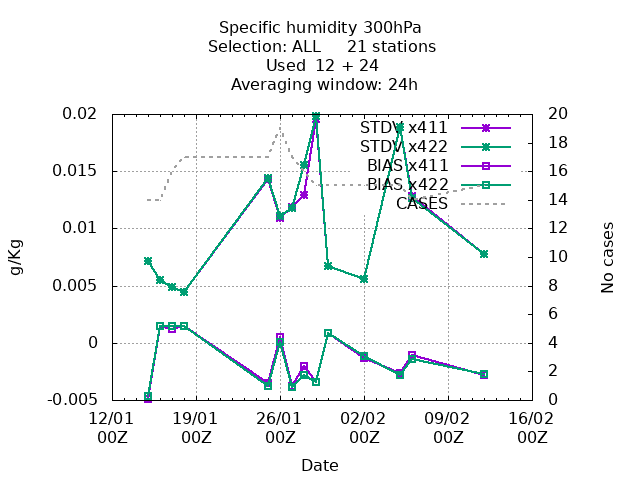 Specific humidity 300hPa
Selection: ALL     21 stations
Used  12 + 24
Averaging window: 24h
0.02
0.015
0.01
0.005
0
-0.005
g/Kg
STDV x411
STDV x422
BIAS x411
BIAS x422
CASES
20
18
16
14
12
10
8
6
4
2
0
No cases
12/01 19/01 26/01 02/02 09/02 16/02
00Z 00Z 00Z 00Z 00Z 00Z
Date